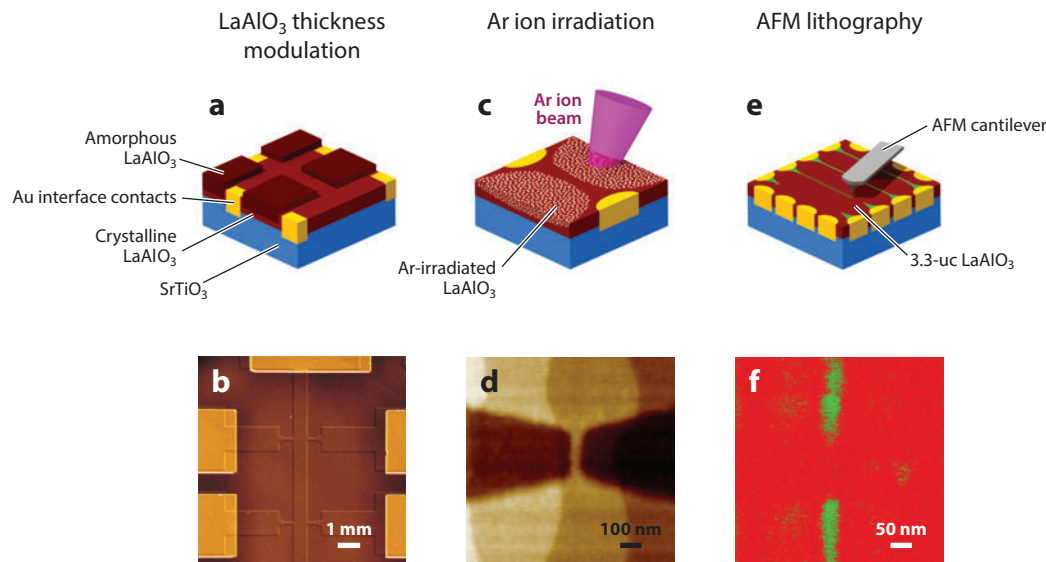 LaAlO₃ thickness
modulation
Ar ion irradiation
AFM lithography
a
Amorphous
LaAlO₃
Au interface contacts
Crystalline
LaAlO₃
SrTiO₃
c
Ar ion
beam
Ar-irradiated
LaAlO₃
e
AFM cantilever
3.3-uc LaAlO₃
b
1 mm
d
100 nm
f
50 nm